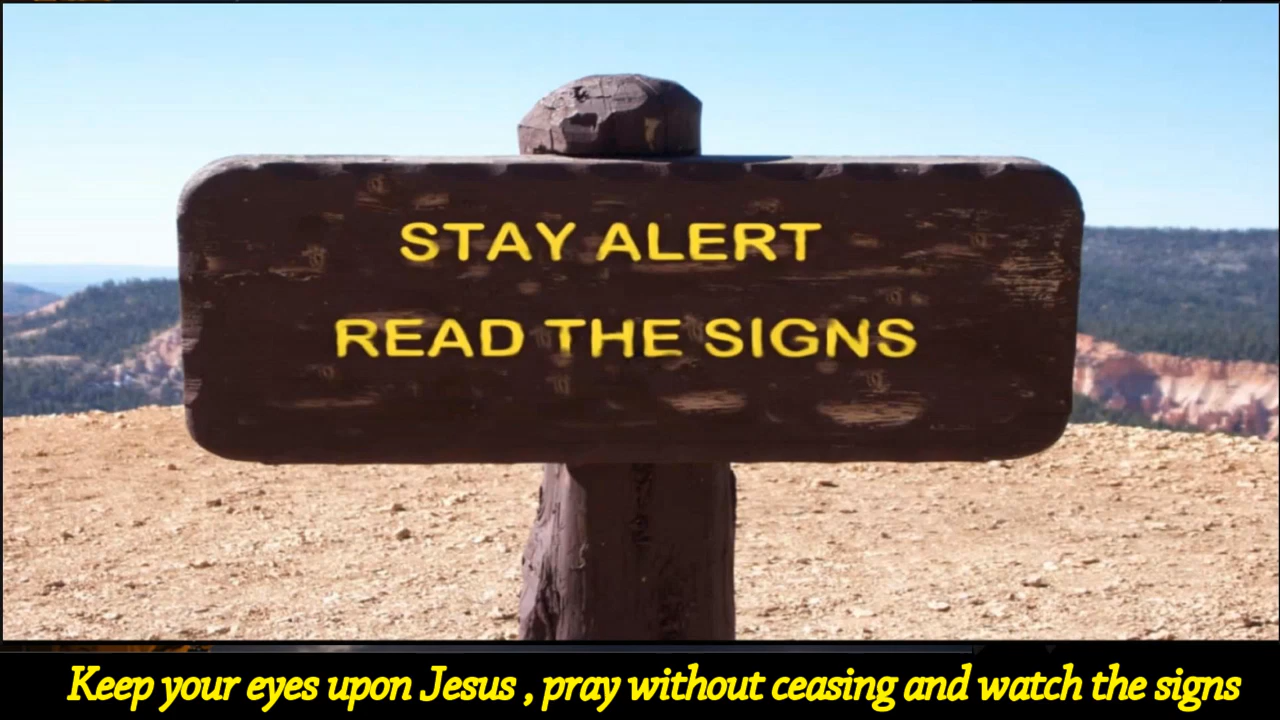 STAY ALERT
READ THE SIGNS
Keep your eyes upon Jesus , pray without ceasing and watch the signs